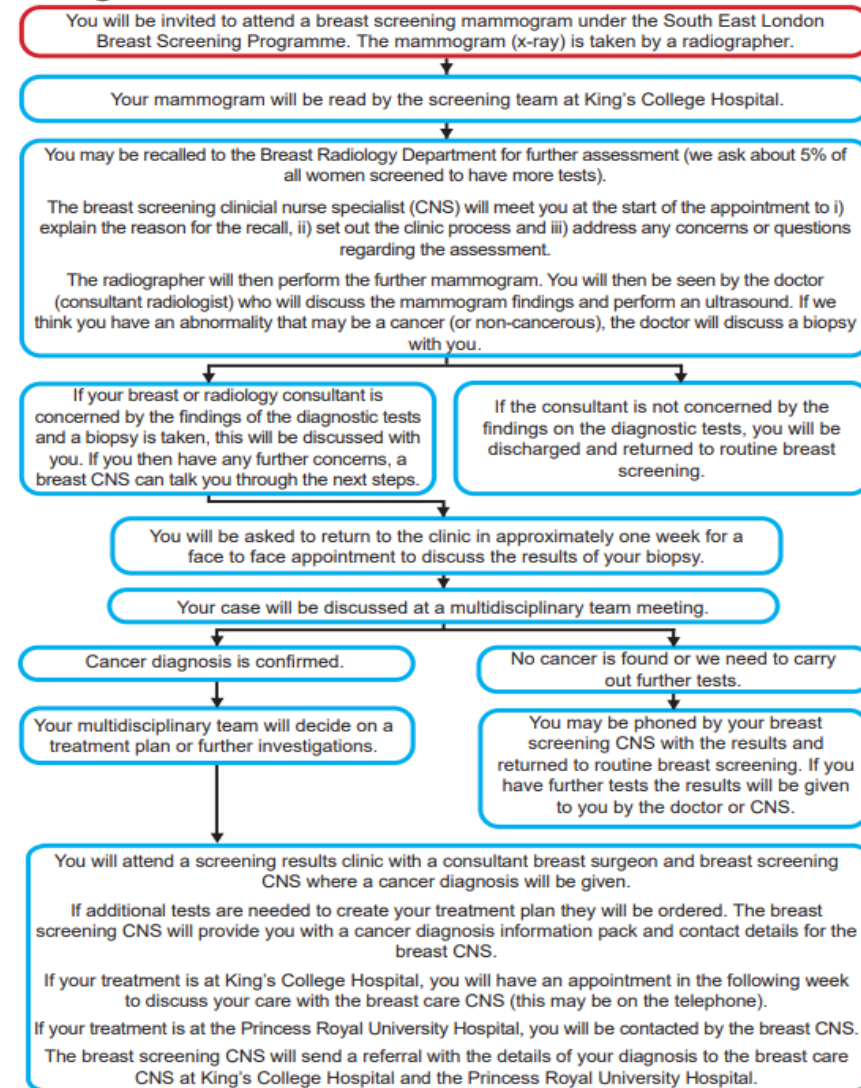 You will be invited to attend a breast screening mammogram under the South East London
Breast Screening Programme. The mammogram (x-ray) is taken by a radiographer.
Your mammogram will be read by the screening team at King's College Hospital.
You may be recalled to the Breast Radiology Department for further assessment (we ask about 5% of
all women screened to have more tests).
The breast screening clinicial nurse specialist (CNS) will meet you at the start of the appointment to i)
explain the reason for the recall, ii) set out the clinic process and iii) address any concerns or questions
regarding the assessment.
The radiographer will then perform the further mammogram. You will then be seen by the doctor
(consultant radiologist) who will discuss the mammogram findings and perform an ultrasound. If we
think you have an abnormality that may be a cancer (or non-cancerous), the doctor will discuss a biopsy
with you.
If your breast or radiology consultant is
concerned by the findings of the diagnostic tests
and a biopsy is taken, this will be discussed with
you. If you then have any further concerns, a
breast CNS can talk you through the next steps.
If the consultant is not concerned by the
findings on the diagnostic tests, you will be
discharged and returned to routine breast
screening.
You will be asked to return to the clinic in approximately one week for a
face to face appointment to discuss the results of your biopsy.
Your case will be discussed at a multidisciplinary team meeting.
Cancer diagnosis is confirmed.
No cancer is found or we need to carry
out further tests.
Your multidisciplinary team will decide on a
treatment plan or further investigations.
You may be phoned by your breast
screening CNS with the results and
returned to routine breast screening. If you
have further tests the results will be given
to you by the doctor or CNS.
You will attend a screening results clinic with a consultant breast surgeon and breast screening
CNS where a cancer diagnosis will be given.
If additional tests are needed to create your treatment plan they will be ordered. The breast
screening CNS will provide you with a cancer diagnosis information pack and contact details for the
breast CNS.
If your treatment is at King's College Hospital, you will have an appointment in the following week
to discuss your care with the breast care CNS (this may be on the telephone).
If your treatment is at the Princess Royal University Hospital, you will be contacted by the breast CNS.
The breast screening CNS will send a referral with the details of your diagnosis to the breast care
CNS at King's College Hospital and the Princess Royal University Hospital.